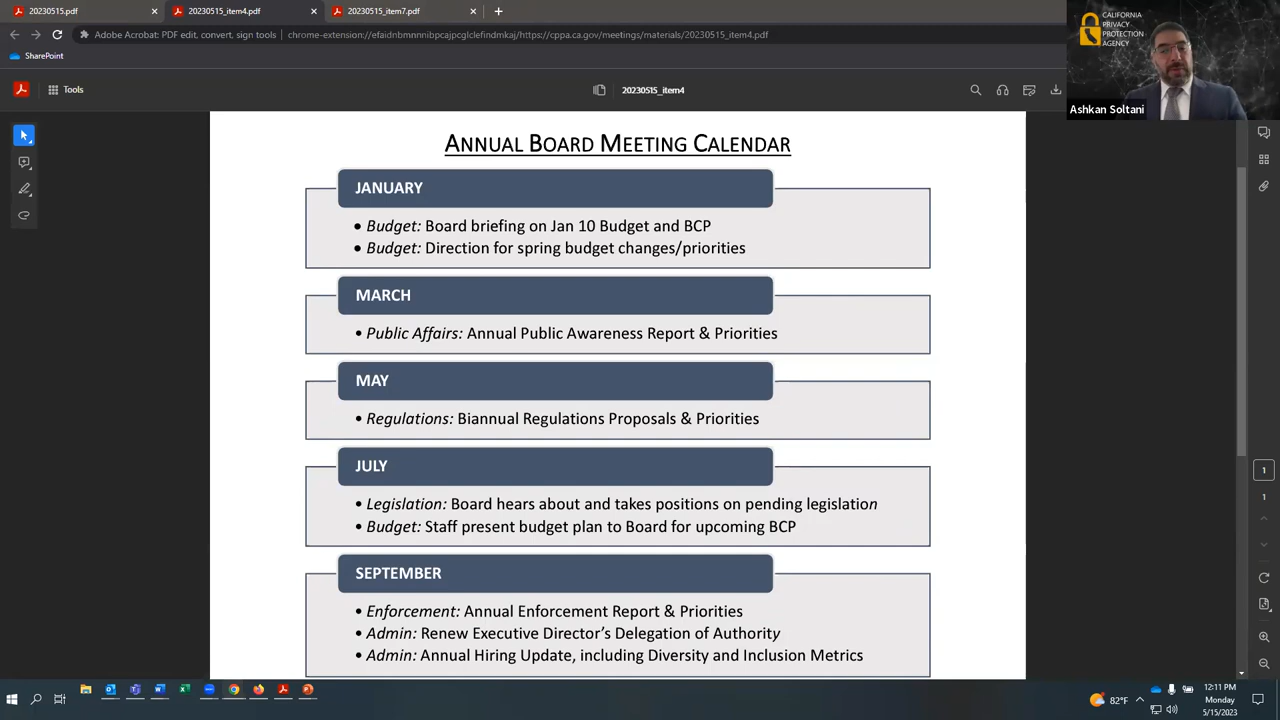 20230515.pdf
20230515_item4.pdf
20230515_item7.pdf
Adobe Acrobat: PDF edit, convert, sign tools | chrome-extension://efaidnbmnnnibpcajpcglclefindmkaj/https://cppa.ca.gov/meetings/materials/20230515_item4.pdf
SharePoint
Tools
20230515_item4
CALIFORNIA
PRIVACY
PROTECTION
AGENCY
Ashkan Soltani
ANNUAL BOARD MEETING CALENDAR
JANUARY
• Budget: Board briefing on Jan 10 Budget and BCP
• Budget: Direction for spring budget changes/priorities
MARCH
• Public Affairs: Annual Public Awareness Report & Priorities
MAY
• Regulations: Biannual Regulations Proposals & Priorities
JULY
• Legislation: Board hears about and takes positions on pending legislation
• Budget: Staff present budget plan to Board for upcoming BCP
SEPTEMBER
• Enforcement: Annual Enforcement Report & Priorities
• Admin: Renew Executive Director’s Delegation of Authority
• Admin: Annual Hiring Update, including Diversity and Inclusion Metrics
1
1
82°F
12:11 PM
Monday
5/15/2023